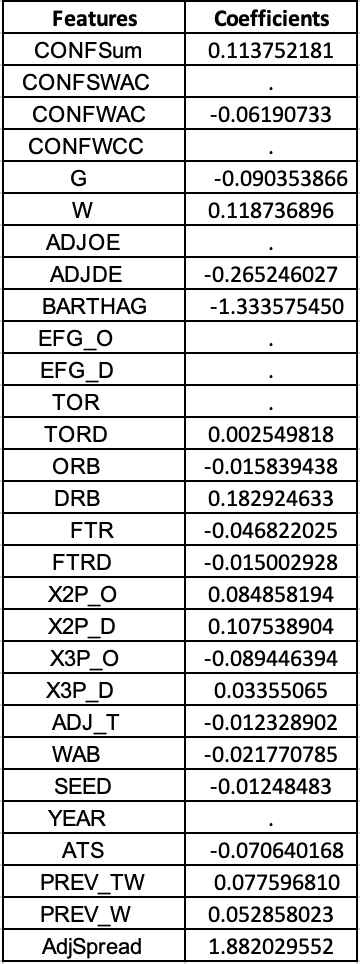 Features Coefficients
CONFSum 0.113752181
CONFSWAC .
CONFWAC -0.06190733
CONFWCC .
G -0.090353866
W 0.118736896
ADJOE .
ADJDE -0.265246027
BARTHAG -1.333575450
EFG_O .
EFG_D .
TOR .
TORD 0.002549818
ORB -0.015839438
DRB 0.182924633
FTR -0.046822025
FTRD -0.015002928
X2P_O 0.084858194
X2P_D 0.107538904
X3P_O -0.089446394
X3P_D 0.03355065
ADJ_T -0.012328902
WAB -0.021770785
SEED -0.01248483
YEAR .
ATS -0.070640168
PREV_TW 0.077596810
PREV_W 0.052858023
AdjSpread 1.882029552